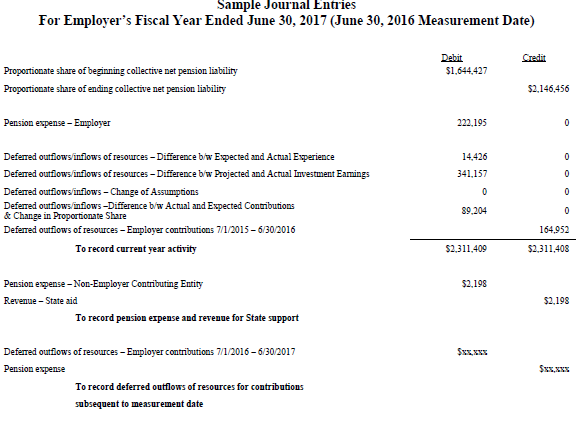 Sample Journal Entries
For Employer's Fiscal Year Ended June 30, 2017 (June 30, 2016 Measurement Date)
Debit Credit
Proportionate share of beginning collective net pension liability $1,644,427
Proportionate share of ending collective net pension liability $2,146,456
Pension expense – Employer 222,195 0
Deferred outflows/inflows of resources – Difference b/w Expected and Actual Experience 14,426 0
Deferred outflows/inflows of resources – Difference b/w Projected and Actual Investment Earnings 341,157 0
Deferred outflows/inflows – Change of Assumptions 0 0
Deferred outflows/inflows –Difference b/w Actual and Expected Contributions
& Change in Proportionate Share 89,204 0
Deferred outflows of resources – Employer contributions 7/1/2015 – 6/30/2016 164,952
To record current year activity $2,311,409 $2,311,408
Pension expense – Non-Employer Contributing Entity $2,198
Revenue – State aid $2,198
To record pension expense and revenue for State support
Deferred outflows of resources – Employer contributions 7/1/2016 – 6/30/2017 $xx,xxx
Pension expense $xx,xxx
To record deferred outflows of resources for contributions
subsequent to measurement date